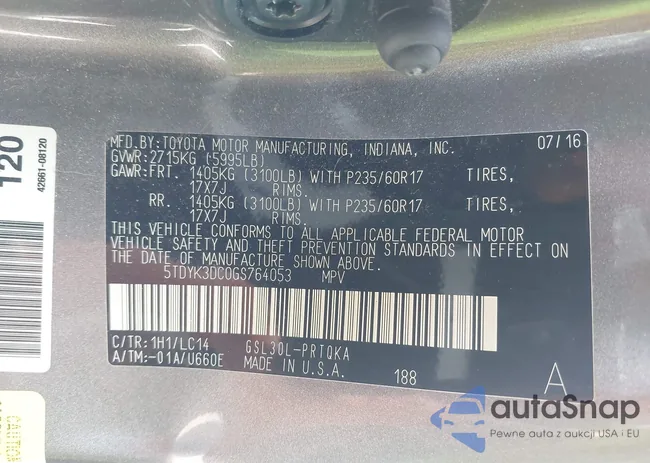 120
42661-08120
MFD.BY:TOYOTA MOTOR MANUFACTURING, INDIANA, INC. 07/16
GVWR:2715KG (5995LB)
GAWR:FRT. 1405KG (3100LB) WITH P235/60R17 TIRES,
17X7J RIMS.
RR. 1405KG (3100LB) WITH P235/60R17 TIRES,
17X7J RIMS.
THIS VEHICLE CONFORMS TO ALL APPLICABLE FEDERAL MOTOR
VEHICLE SAFETY AND THEFT PREVENTION STANDARDS IN EFFECT ON
THE DATE OF MANUFACTURE SHOWN ABOVE.
5TDYK3DC0GS764053 MPV
C/TR:1H1/LC14 GSL30L-PRTQKA
A/TM:-01A/U660E MADE IN U.S.A. 188 A
CAUTION
autaSnap
Pewne auta z aukcji USA i EU